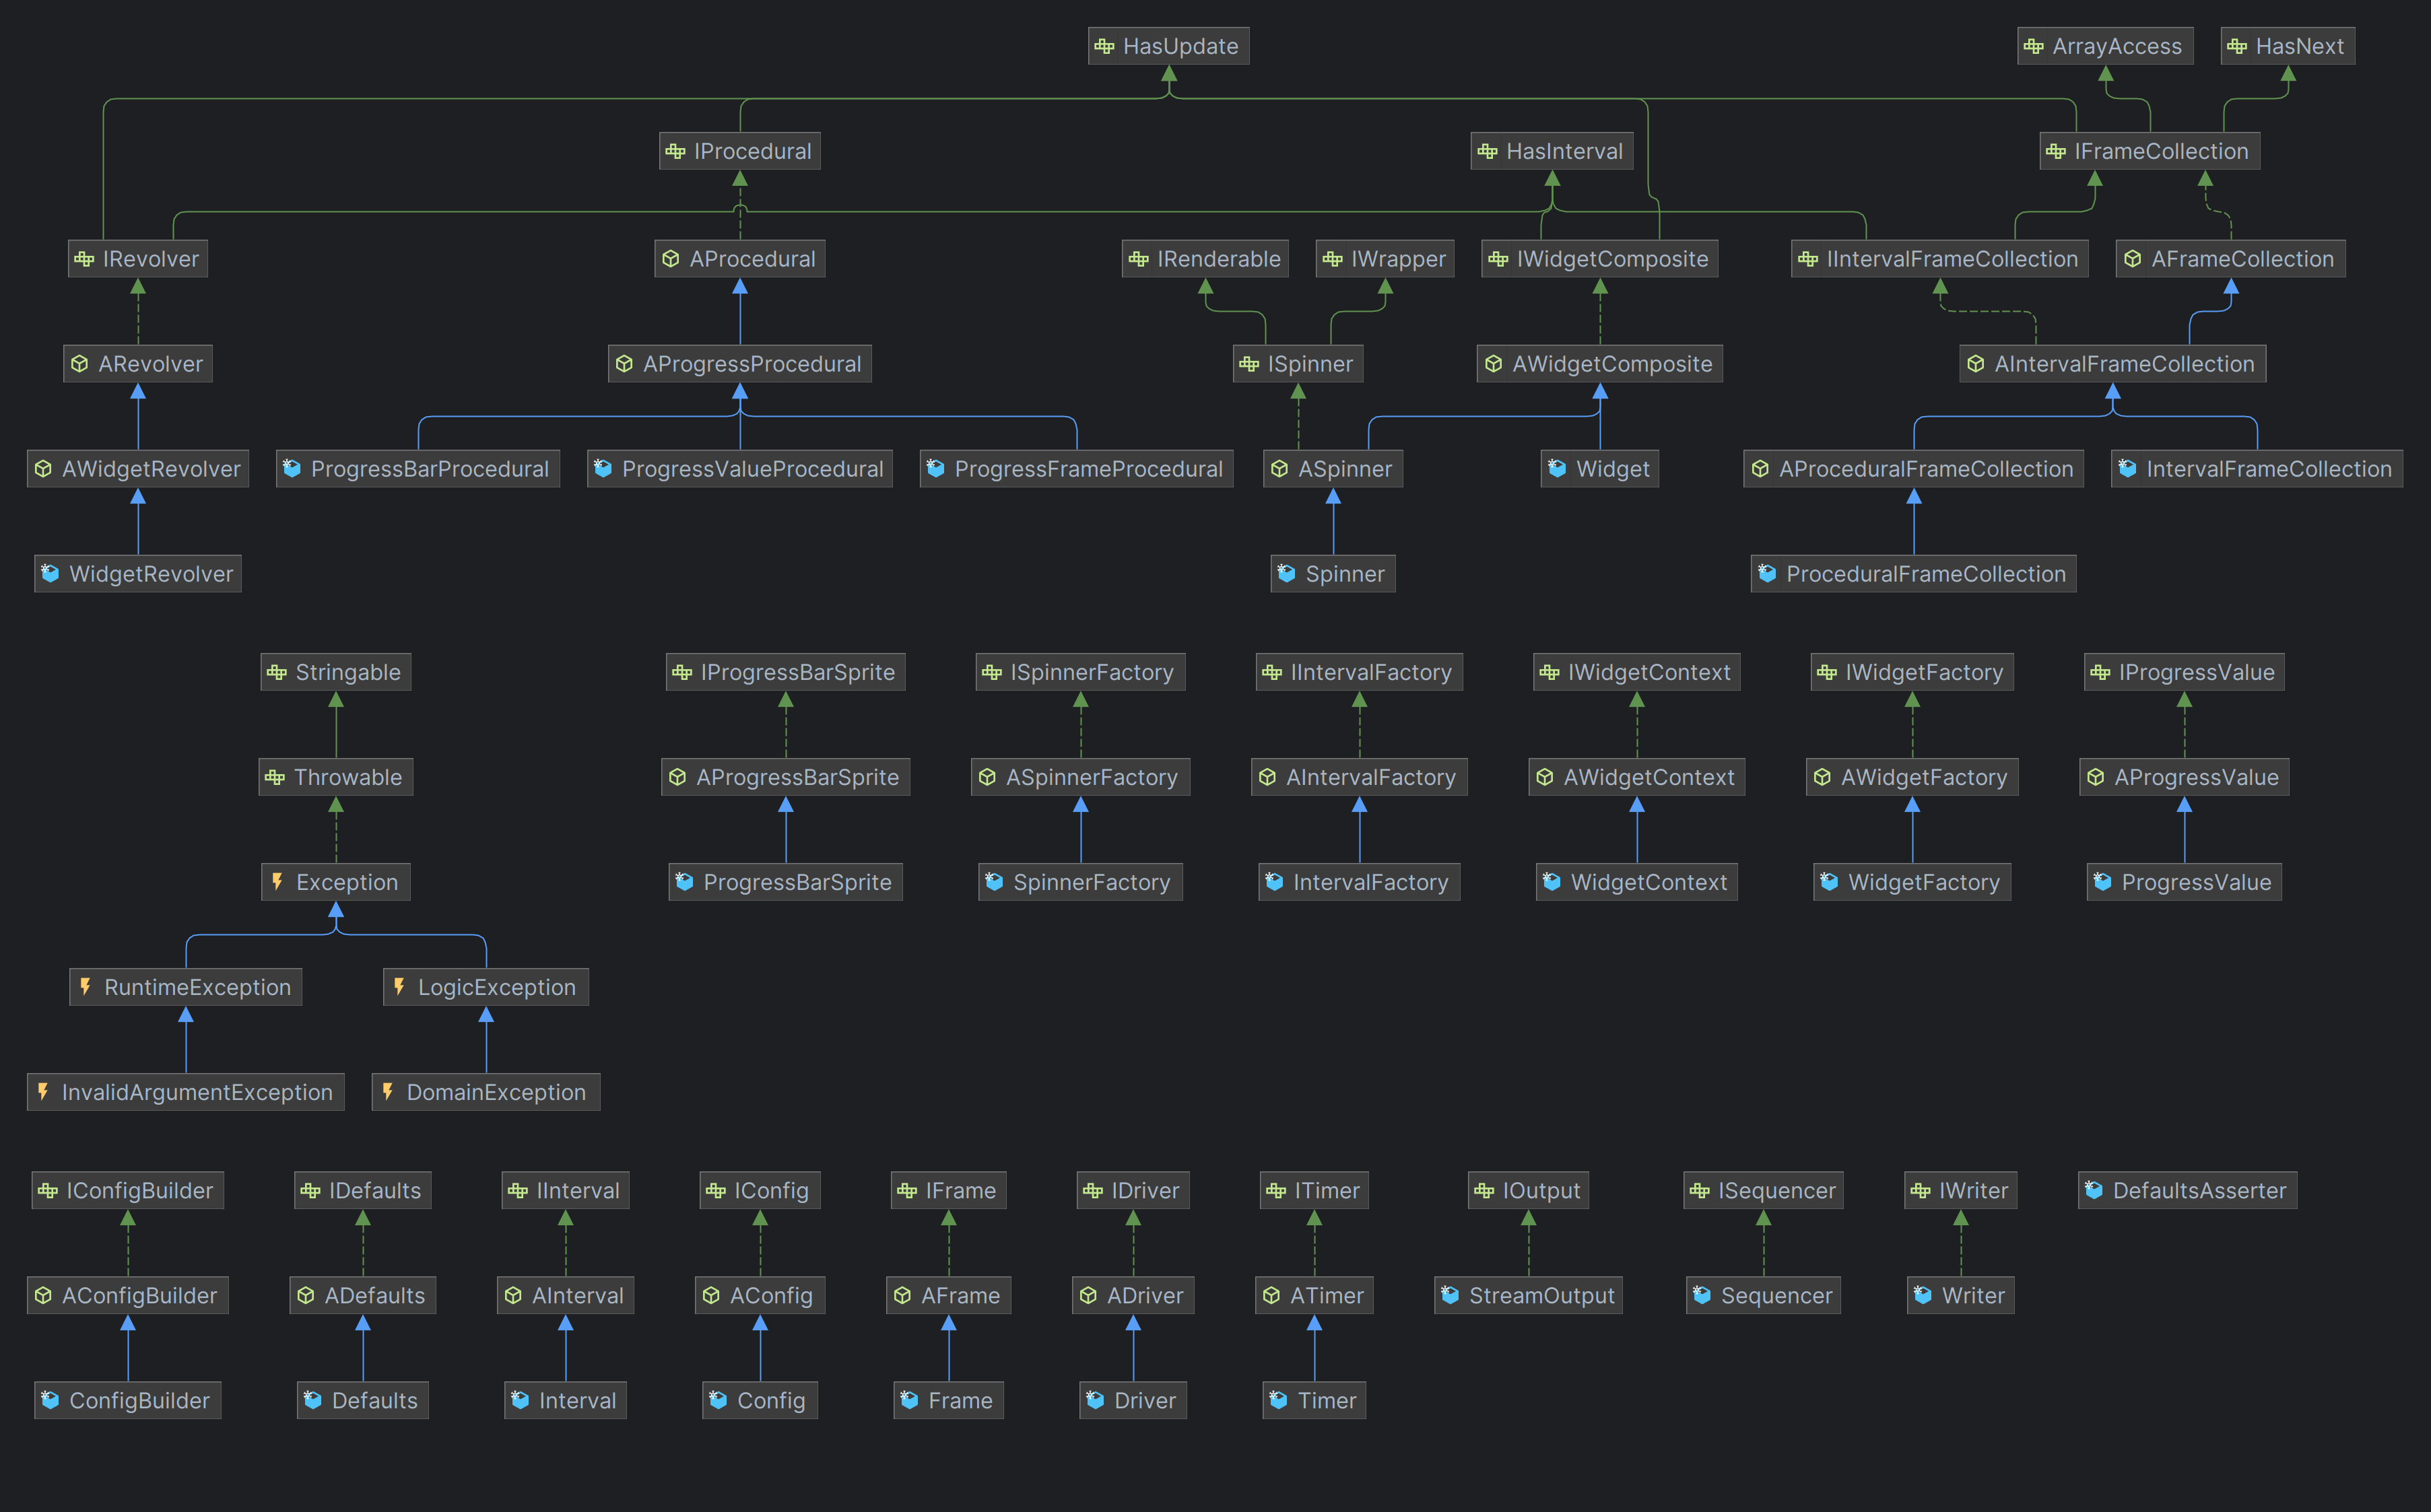 HasUpdate
ArrayAccess
HasNext
IProcedural
HasInterval
IFrameCollection
IRevolver
AProcedural
IRenderable
IWrapper
IWidgetComposite
IIntervalFrameCollection
AFrameCollection
ARevolver
AProgressProcedural
ISpinner
AWidgetComposite
AIntervalFrameCollection
AWidgetRevolver
ProgressBarProcedural
ProgressValueProcedural
ProgressFrameProcedural
ASpinner
Widget
AProceduralFrameCollection
IntervalFrameCollection
WidgetRevolver
Spinner
ProceduralFrameCollection
Stringable
IProgressBarSprite
ISpinnerFactory
IIntervalFactory
IWidgetContext
IWidgetFactory
IProgressValue
Throwable
AProgressBarSprite
ASpinnerFactory
AIntervalFactory
AWidgetContext
AWidgetFactory
AProgressValue
Exception
ProgressBarSprite
SpinnerFactory
IntervalFactory
WidgetContext
WidgetFactory
ProgressValue
RuntimeException
LogicException
InvalidArgumentException
DomainException
IConfigBuilder
IDefaults
IInterval
IConfig
IFrame
IDriver
ITimer
IOutput
ISequencer
IWriter
DefaultsAsserter
AConfigBuilder
ADefaults
AInterval
AConfig
AFrame
ADriver
ATimer
StreamOutput
Sequencer
Writer
ConfigBuilder
Defaults
Interval
Config
Frame
Driver
Timer